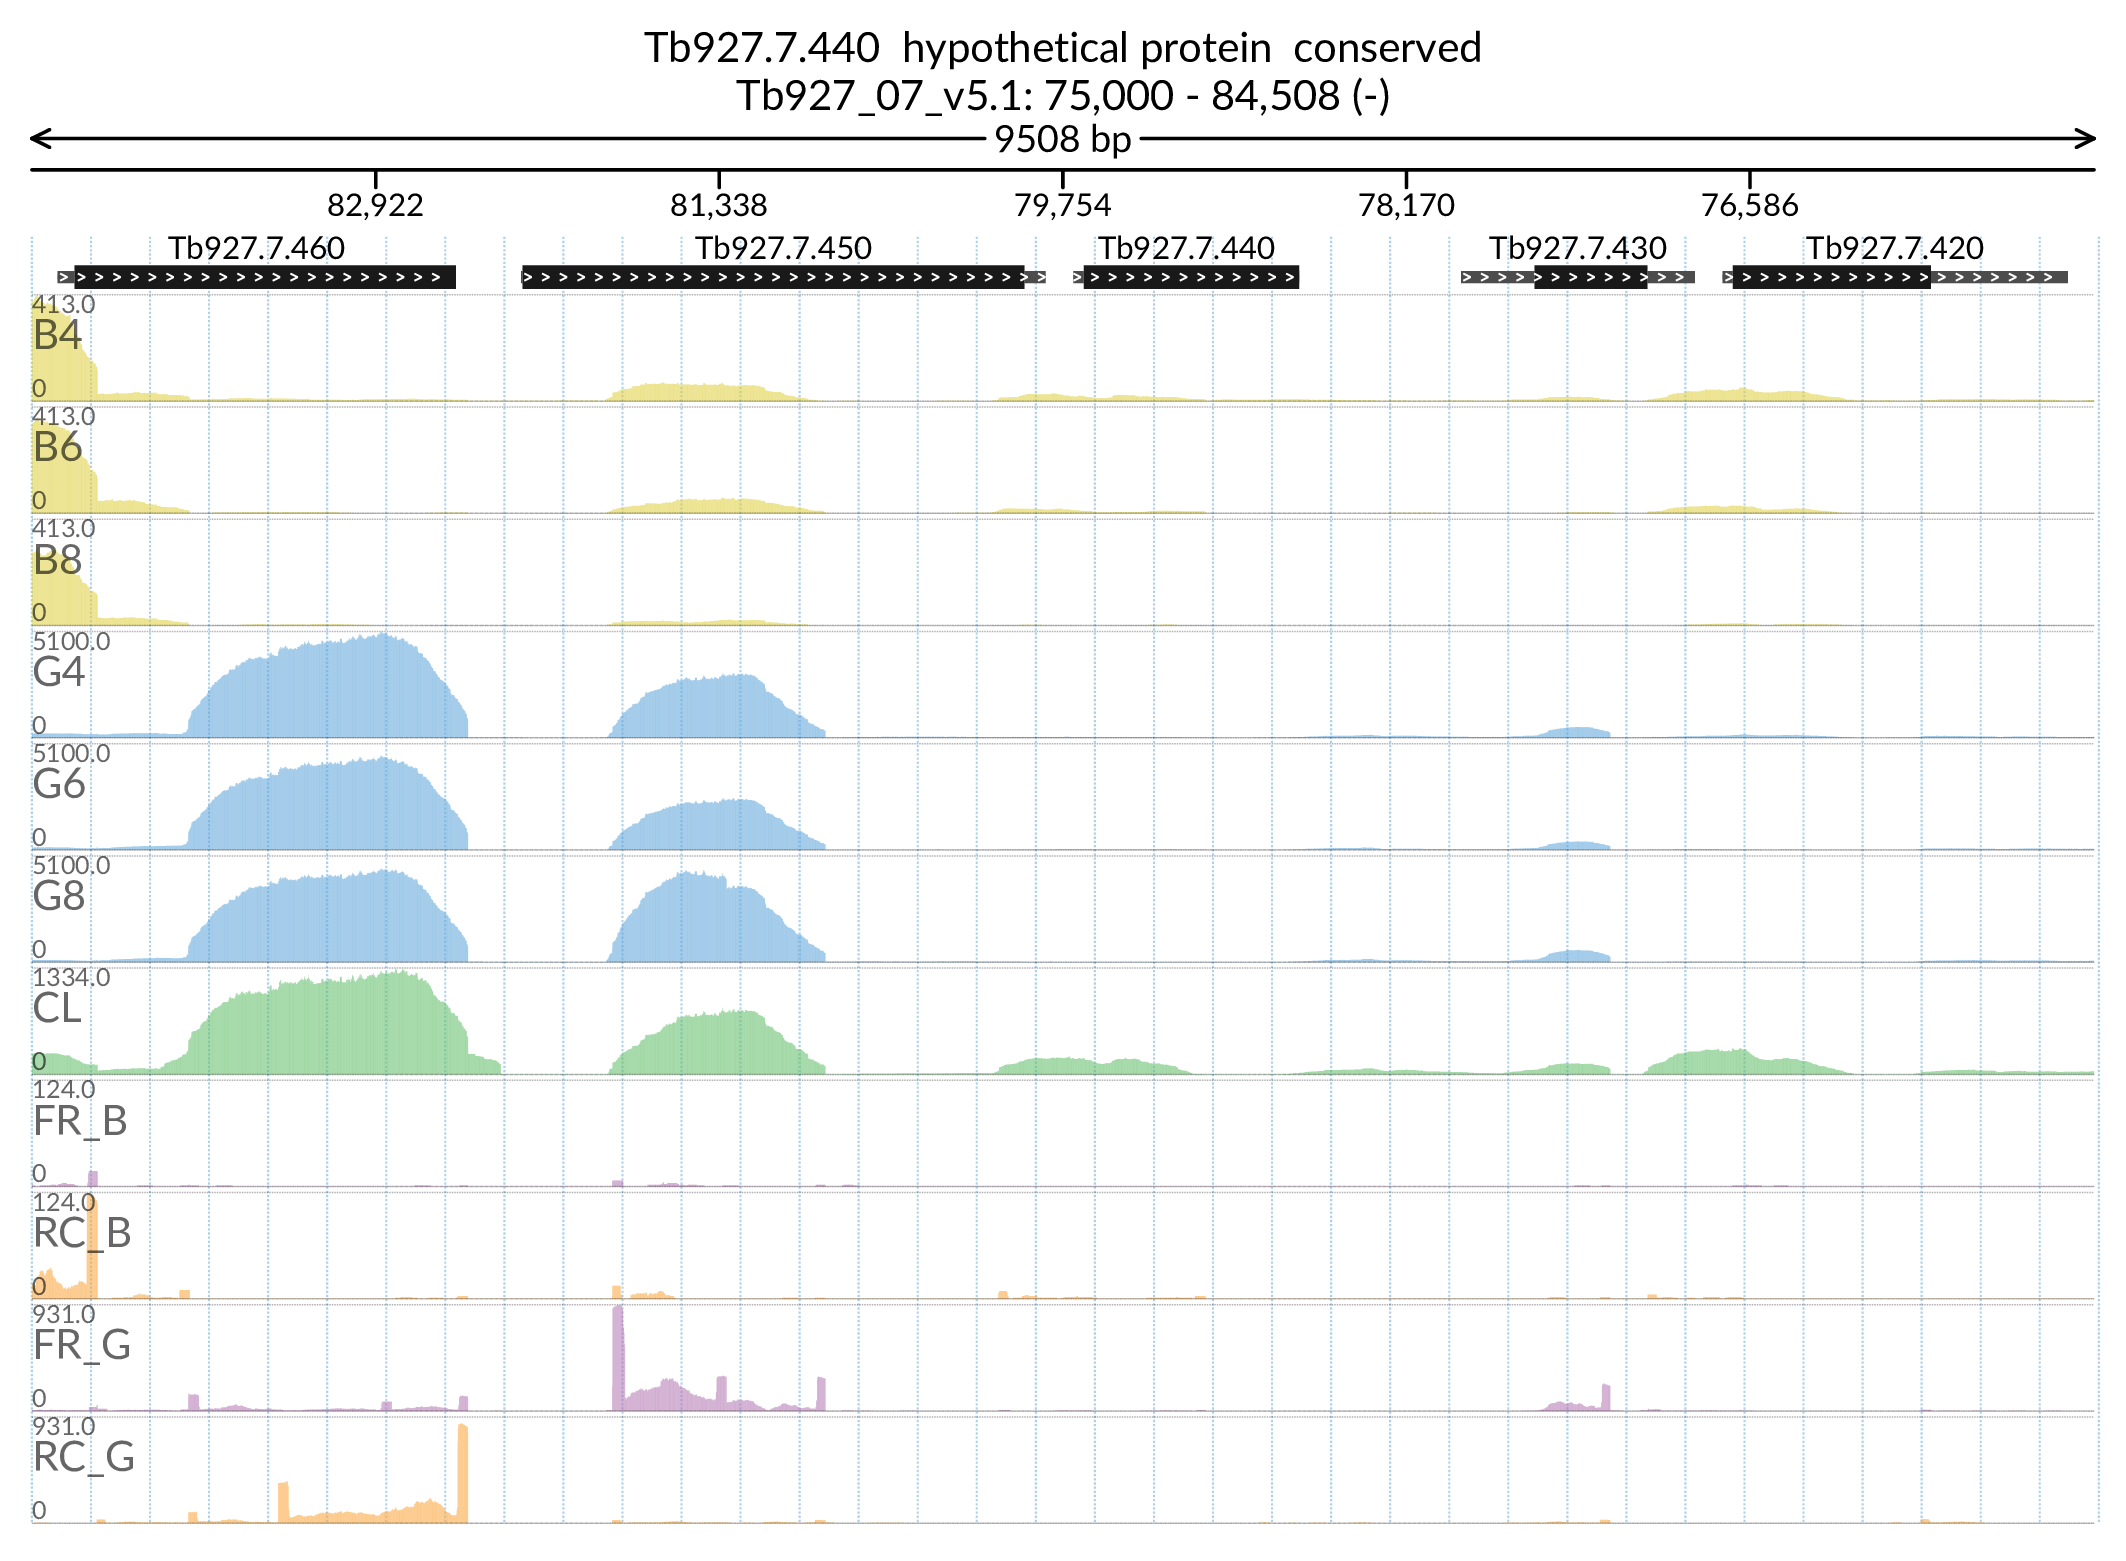 Tb927.7.440 hypothetical protein conserved
Tb927_07_v5.1: 75,000 - 84,508 (-)
9508 bp
82,922 81,338 79,754 78,170 76,586
Tb927.7.460 Tb927.7.450 Tb927.7.440 Tb927.7.430 Tb927.7.420
413.0
B4
0
413.0
B6
0
413.0
B8
0
5100.0
G4
0
5100.0
G6
0
5100.0
G8
0
1334.0
CL
0
124.0
FR_B
0
124.0
RC_B
0
931.0
FR_G
0
931.0
RC_G
0